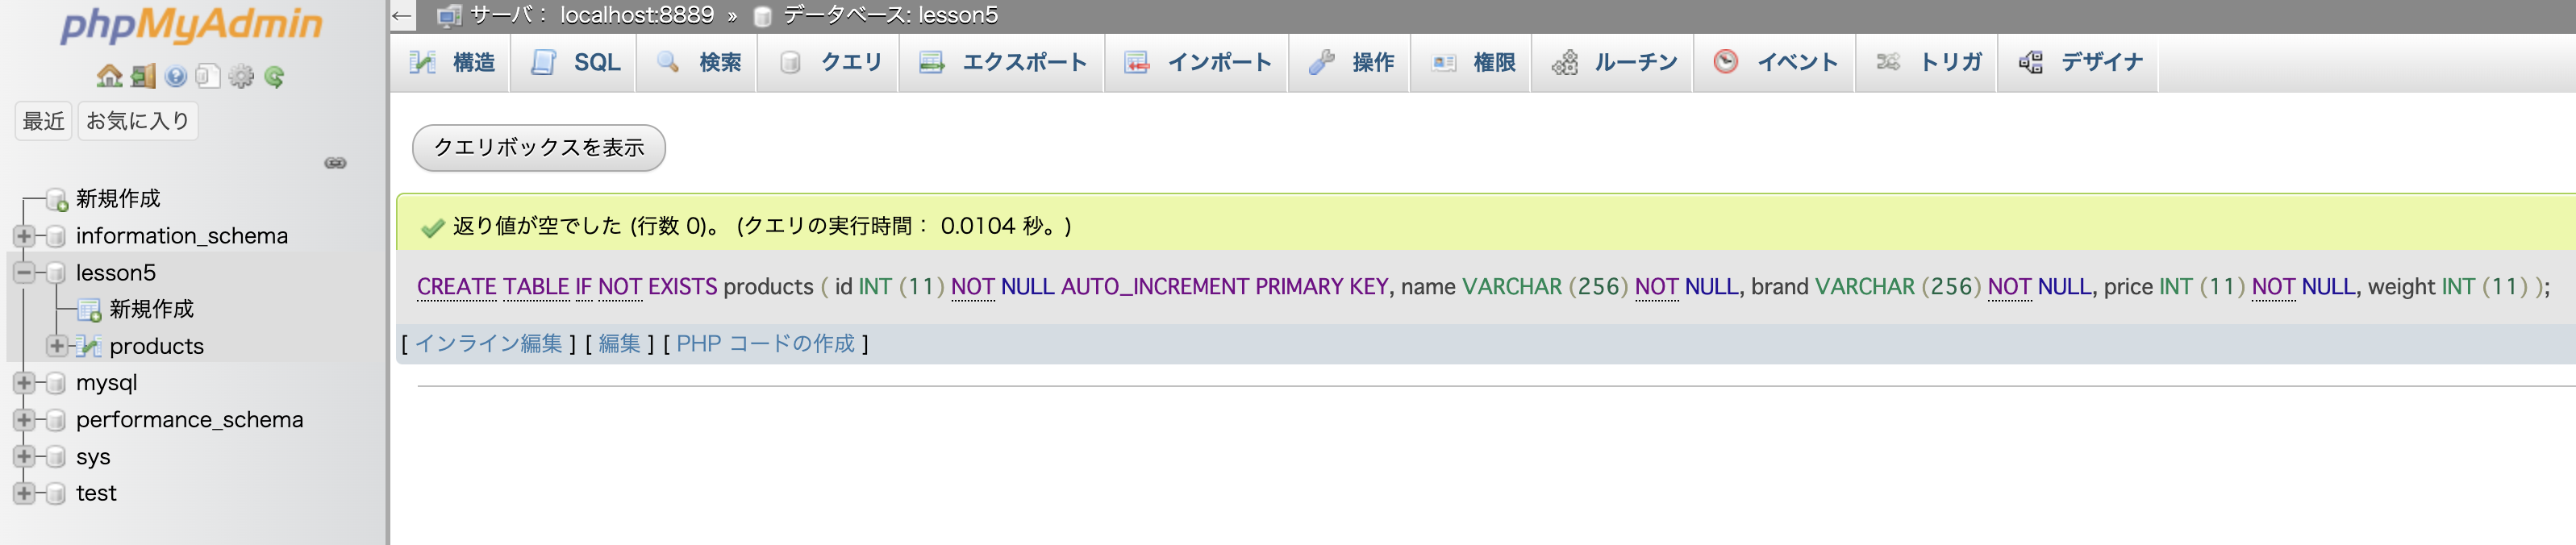 phpMyAdmin
最近 お気に入り
新規作成
information_schema
lesson5
新規作成
products
mysql
performance_schema
sys
test
← サーバ： localhost:8889 » データベース: lesson5
構造 SQL 検索 クエリ エクスポート インポート 操作 権限 ルーチン イベント トリガ デザイナ
クエリボックスを表示
返り値が空でした (行数 0)。 (クエリの実行時間： 0.0104 秒。)
CREATE TABLE IF NOT EXISTS products ( id INT (11) NOT NULL AUTO_INCREMENT PRIMARY KEY, name VARCHAR (256) NOT NULL, brand VARCHAR (256) NOT NULL, price INT (11) NOT NULL, weight INT (11) );
[ インライン編集 ] [ 編集 ] [ PHP コードの作成 ]